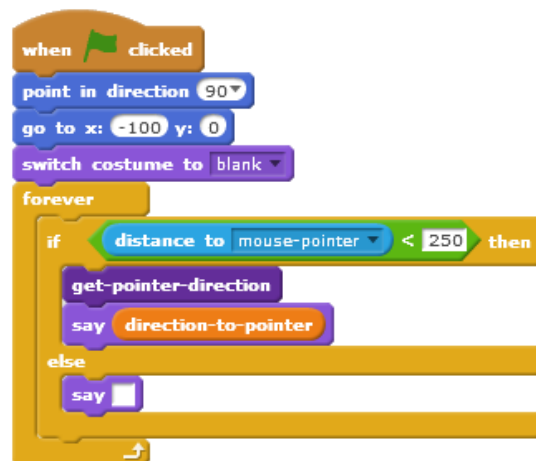 when clicked
point in direction 90
go to x: -100 y: 0
switch costume to blank
forever
if distance to mouse-pointer < 250 then
get-pointer-direction
say direction-to-pointer
else
say